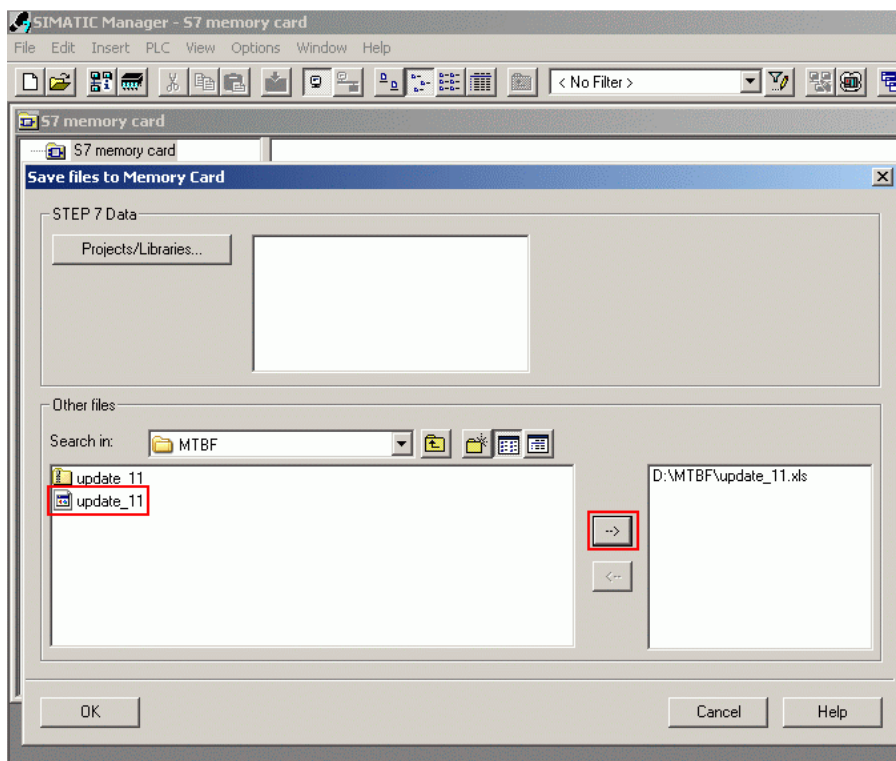 SIMATIC Manager - S7 memory card
File Edit Insert PLC View Options Window Help
< No Filter >
S7 memory card
S7 memory card
Save files to Memory Card
STEP 7 Data
Projects/Libraries...
Other files
Search in:
MTBF
update_11
update_11
D:\MTBF\update_11.xls
-->
<--
OK
Cancel
Help